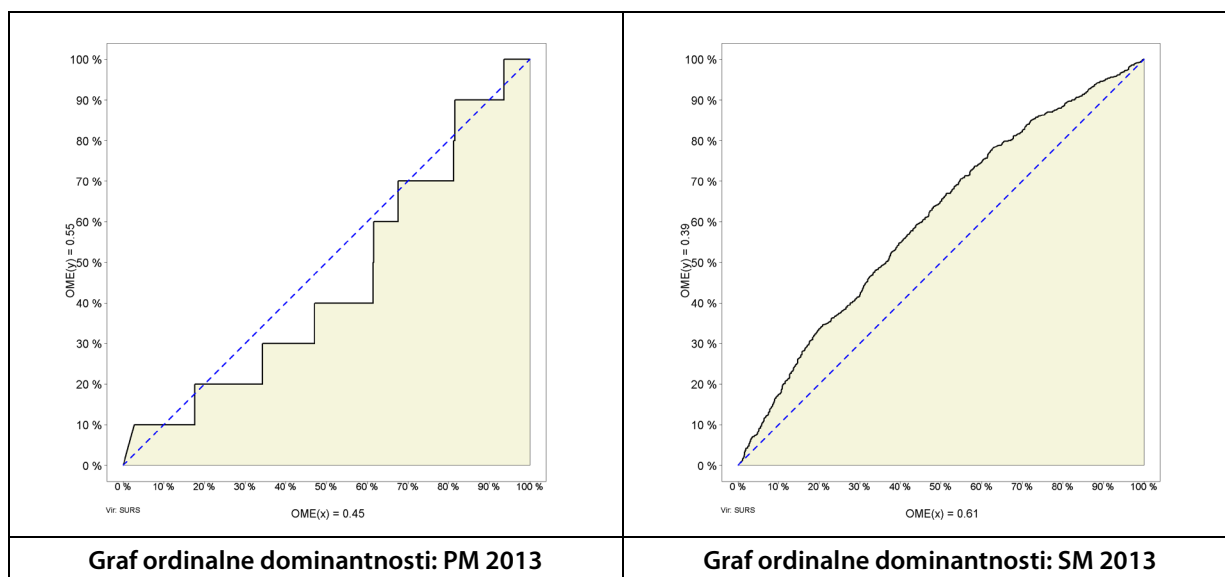 100 %
90 %
80 %
70 %
60 %
50 %
40 %
30 %
20 %
10 %
0 %
OME(y) = 0.55
0 % 10 % 20 % 30 % 40 % 50 % 60 % 70 % 80 % 90 % 100 %
Vir: SURS
OME(x) = 0.45
Graf ordinalne dominantnosti: PM 2013
100 %
90 %
80 %
70 %
60 %
50 %
40 %
30 %
20 %
10 %
0 %
OME(y) = 0.39
0 % 10 % 20 % 30 % 40 % 50 % 60 % 70 % 80 % 90 % 100 %
Vir: SURS
OME(x) = 0.61
Graf ordinalne dominantnosti: SM 2013